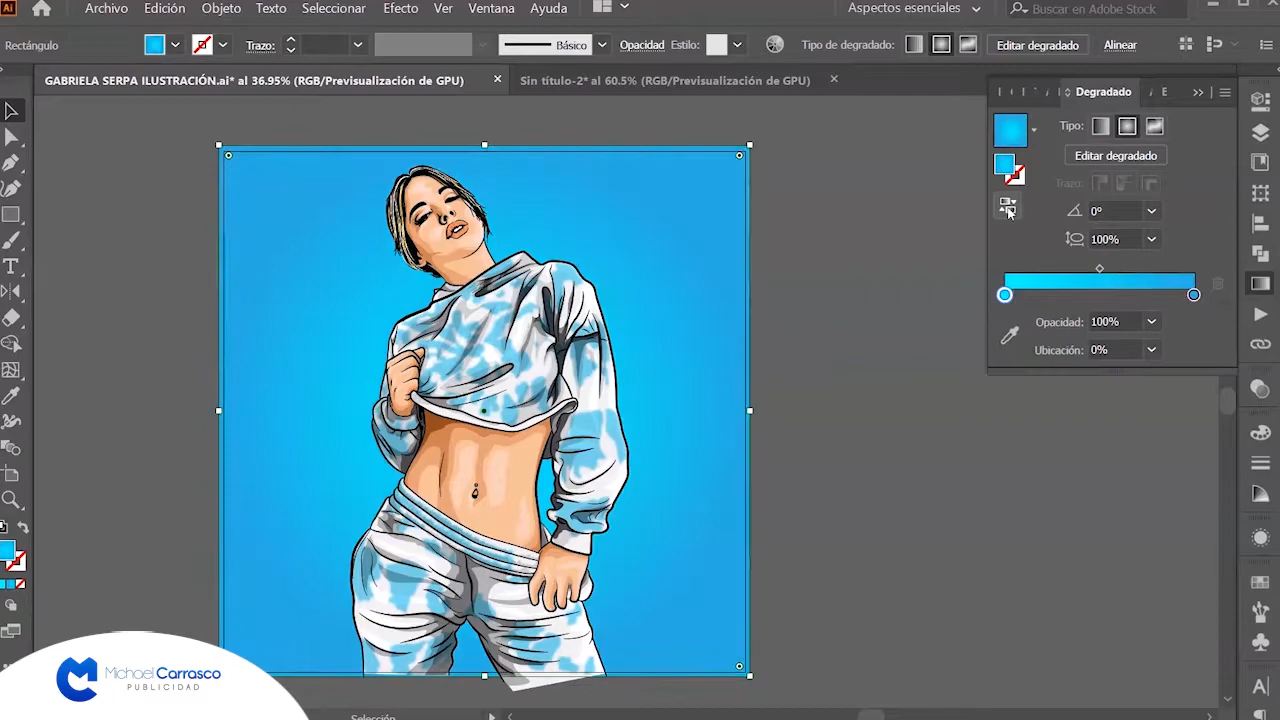 Ai
Archivo Edición Objeto Texto Seleccionar Efecto Ver Ventana Ayuda
Aspectos esenciales
Buscar en Adobe Stock
Rectángulo
Trazo:
Básico
Opacidad
Estilo:
Tipo de degradado:
Editar degradado
Alinear
GABRIELA SERPA ILUSTRACIÓN.ai* al 36.95% (RGB/Previsualización de GPU)
Sin título-2* al 60.5% (RGB/Previsualización de GPU)
Degradado
E
Tipo:
Editar degradado
Trazo:
0°
100%
Opacidad: 100%
Ubicación: 0%
Michael Carrasco
PUBLICIDAD
Selección